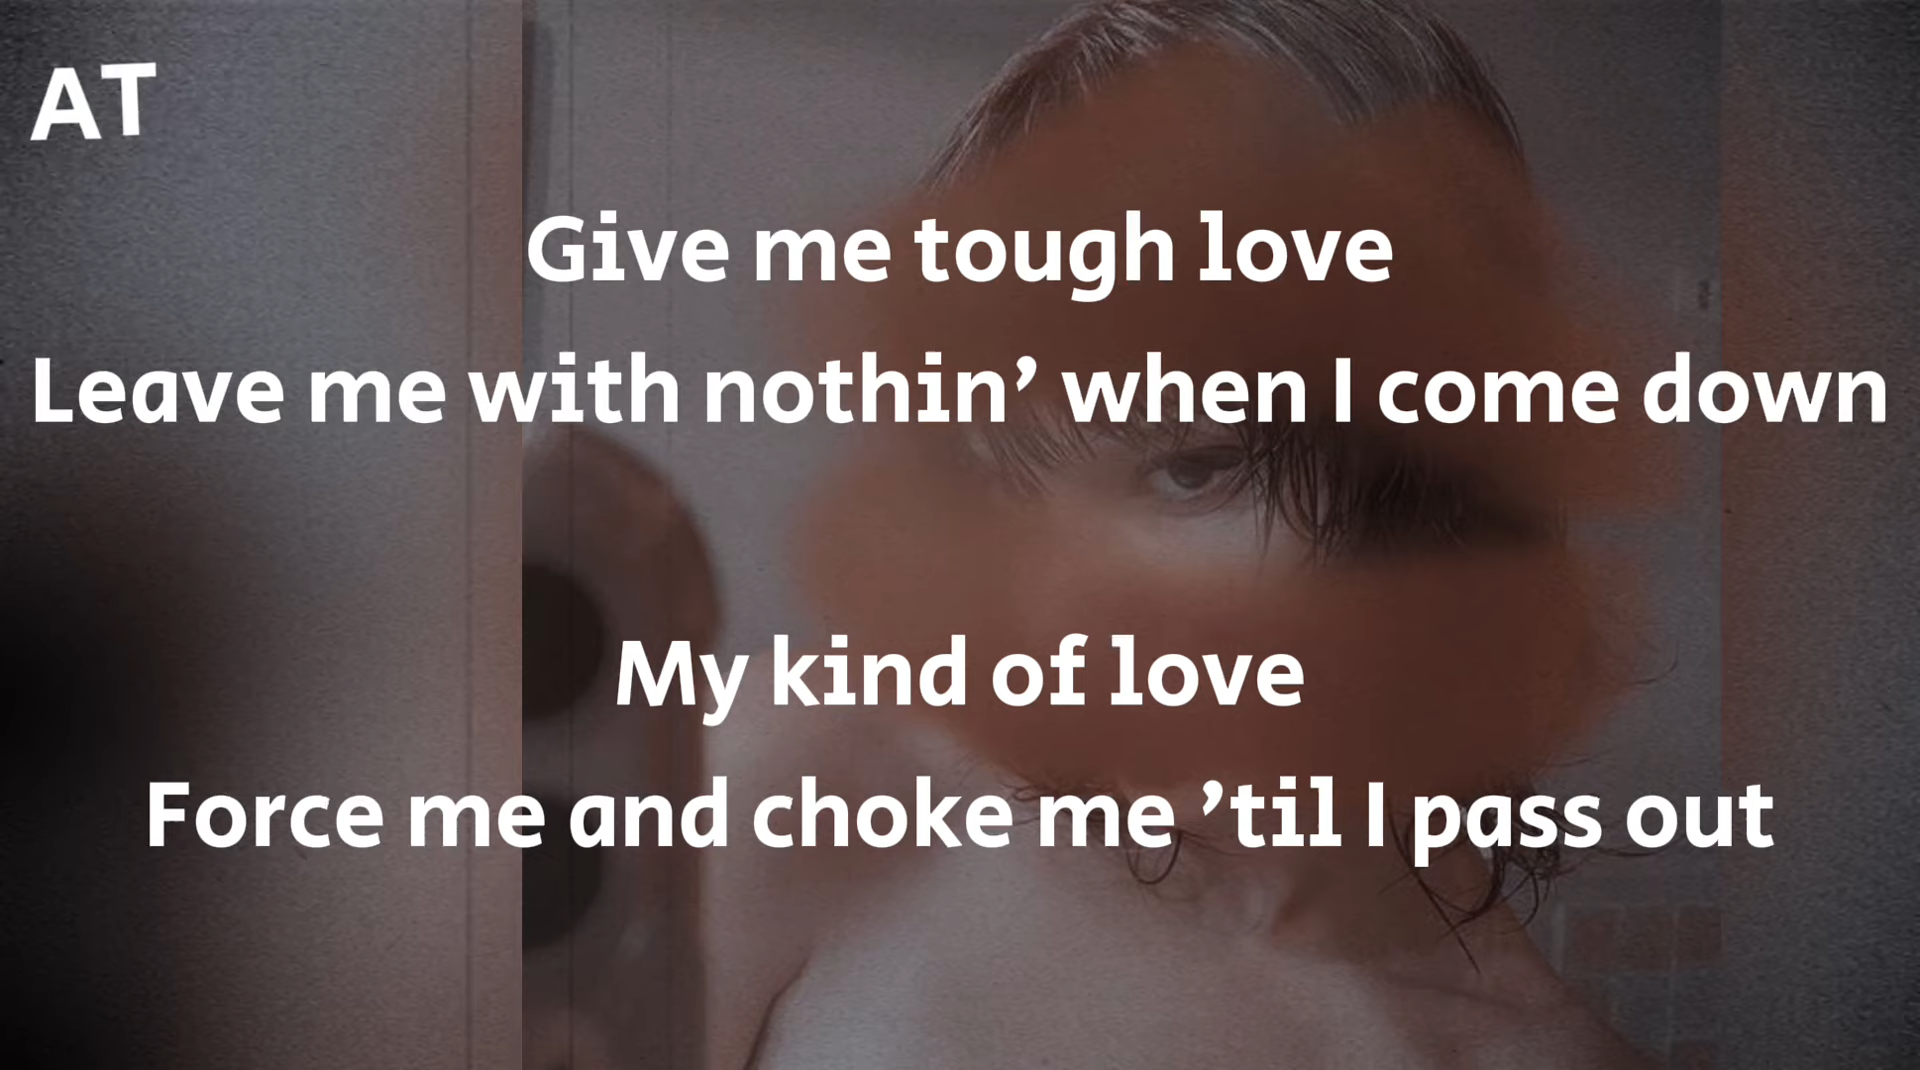 AT
Give me tough love
Leave me with nothin’ when I come down
My kind of love
Force me and choke me ’til I pass out